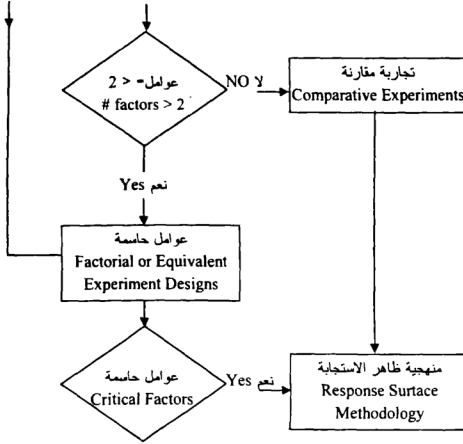 عوامل- < 2
# factors > 2
NO لا
تجاربة مقارنة
Comparative Experiments
Yes نعم
عوامل حاسمة
Factorial or Equivalent
Experiment Designs
عوامل حاسمة
Critical Factors
Yes نعم
منهجية ظاهر الاستجابة
Response Surtace
Methodology